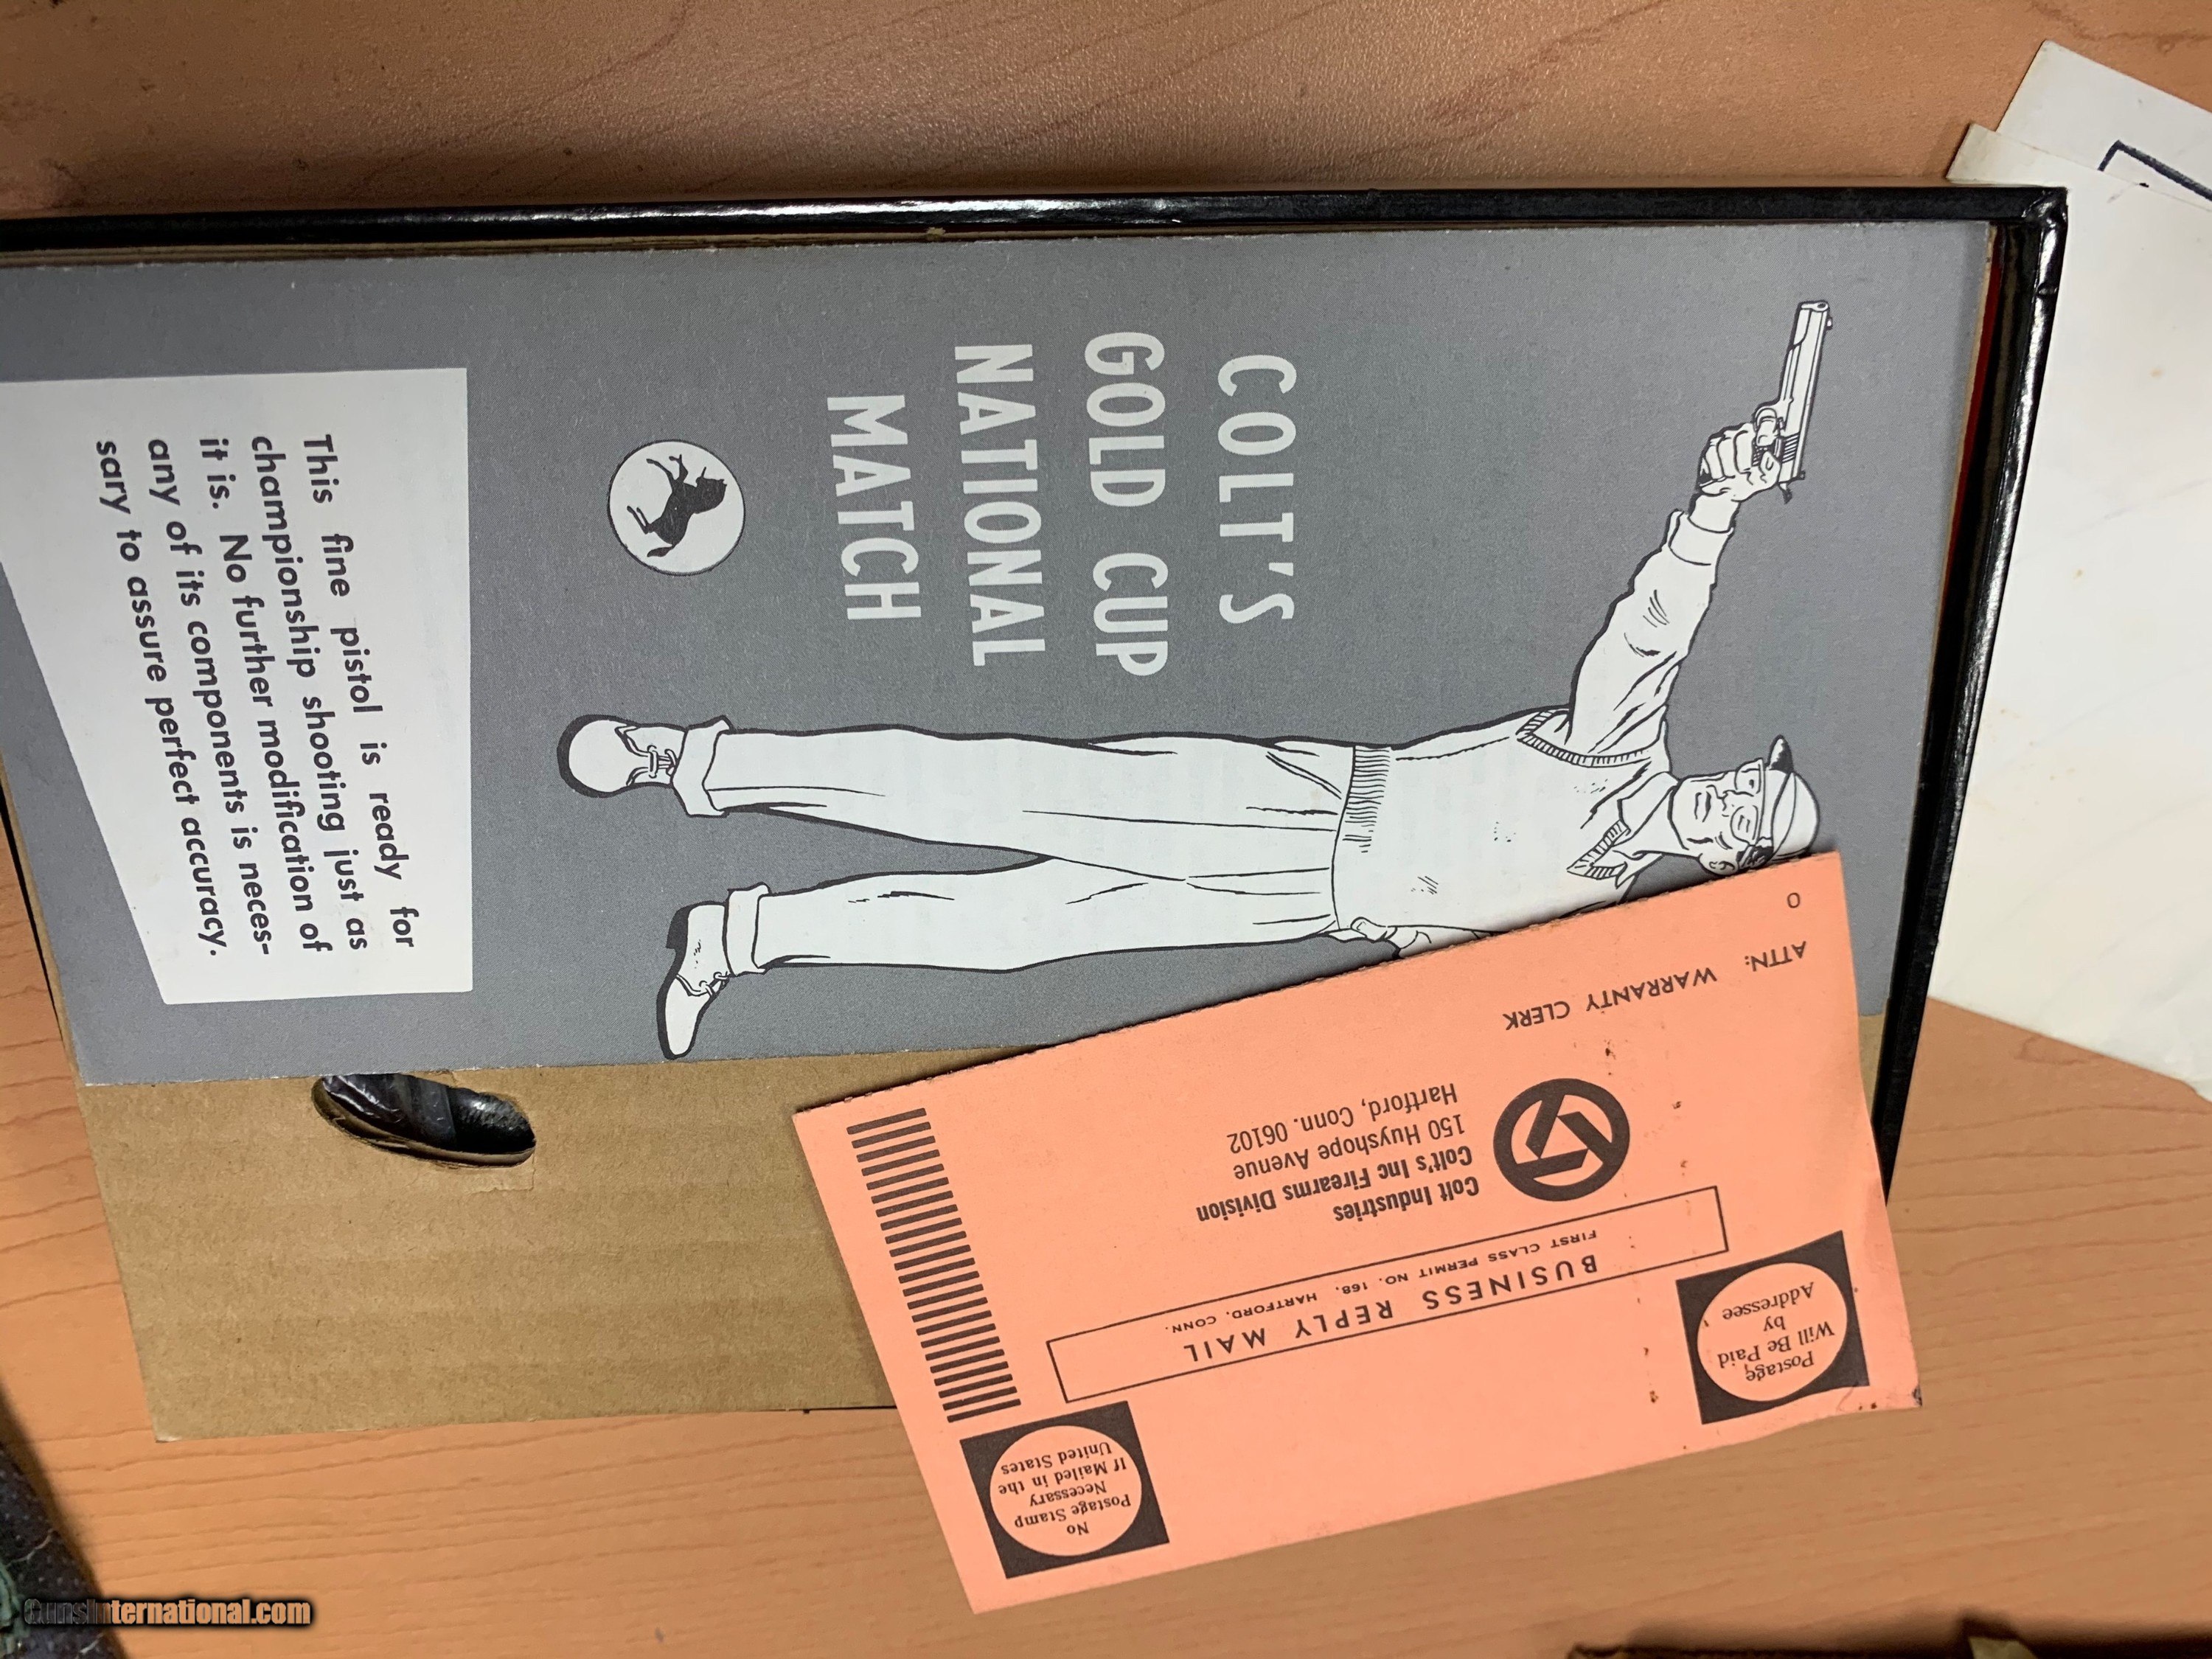 COLT'S
GOLD CUP
NATIONAL
MATCH
This fine pistol is ready for
championship shooting just as
it is. No further modification of
any of its components is neces-
sary to assure perfect accuracy.
O
ATTN: WARRANTY CLERK
Colt Industries
Colt's Inc Firearms Division
150 Huyshope Avenue
Hartford, Conn. 06102
BUSINESS REPLY MAIL
FIRST CLASS PERMIT NO. 168, HARTFORD, CONN.
Postage
Will Be Paid
by
Addressee
No
Postage Stamp
Necessary
If Mailed in the
United States
GunsInternational.com